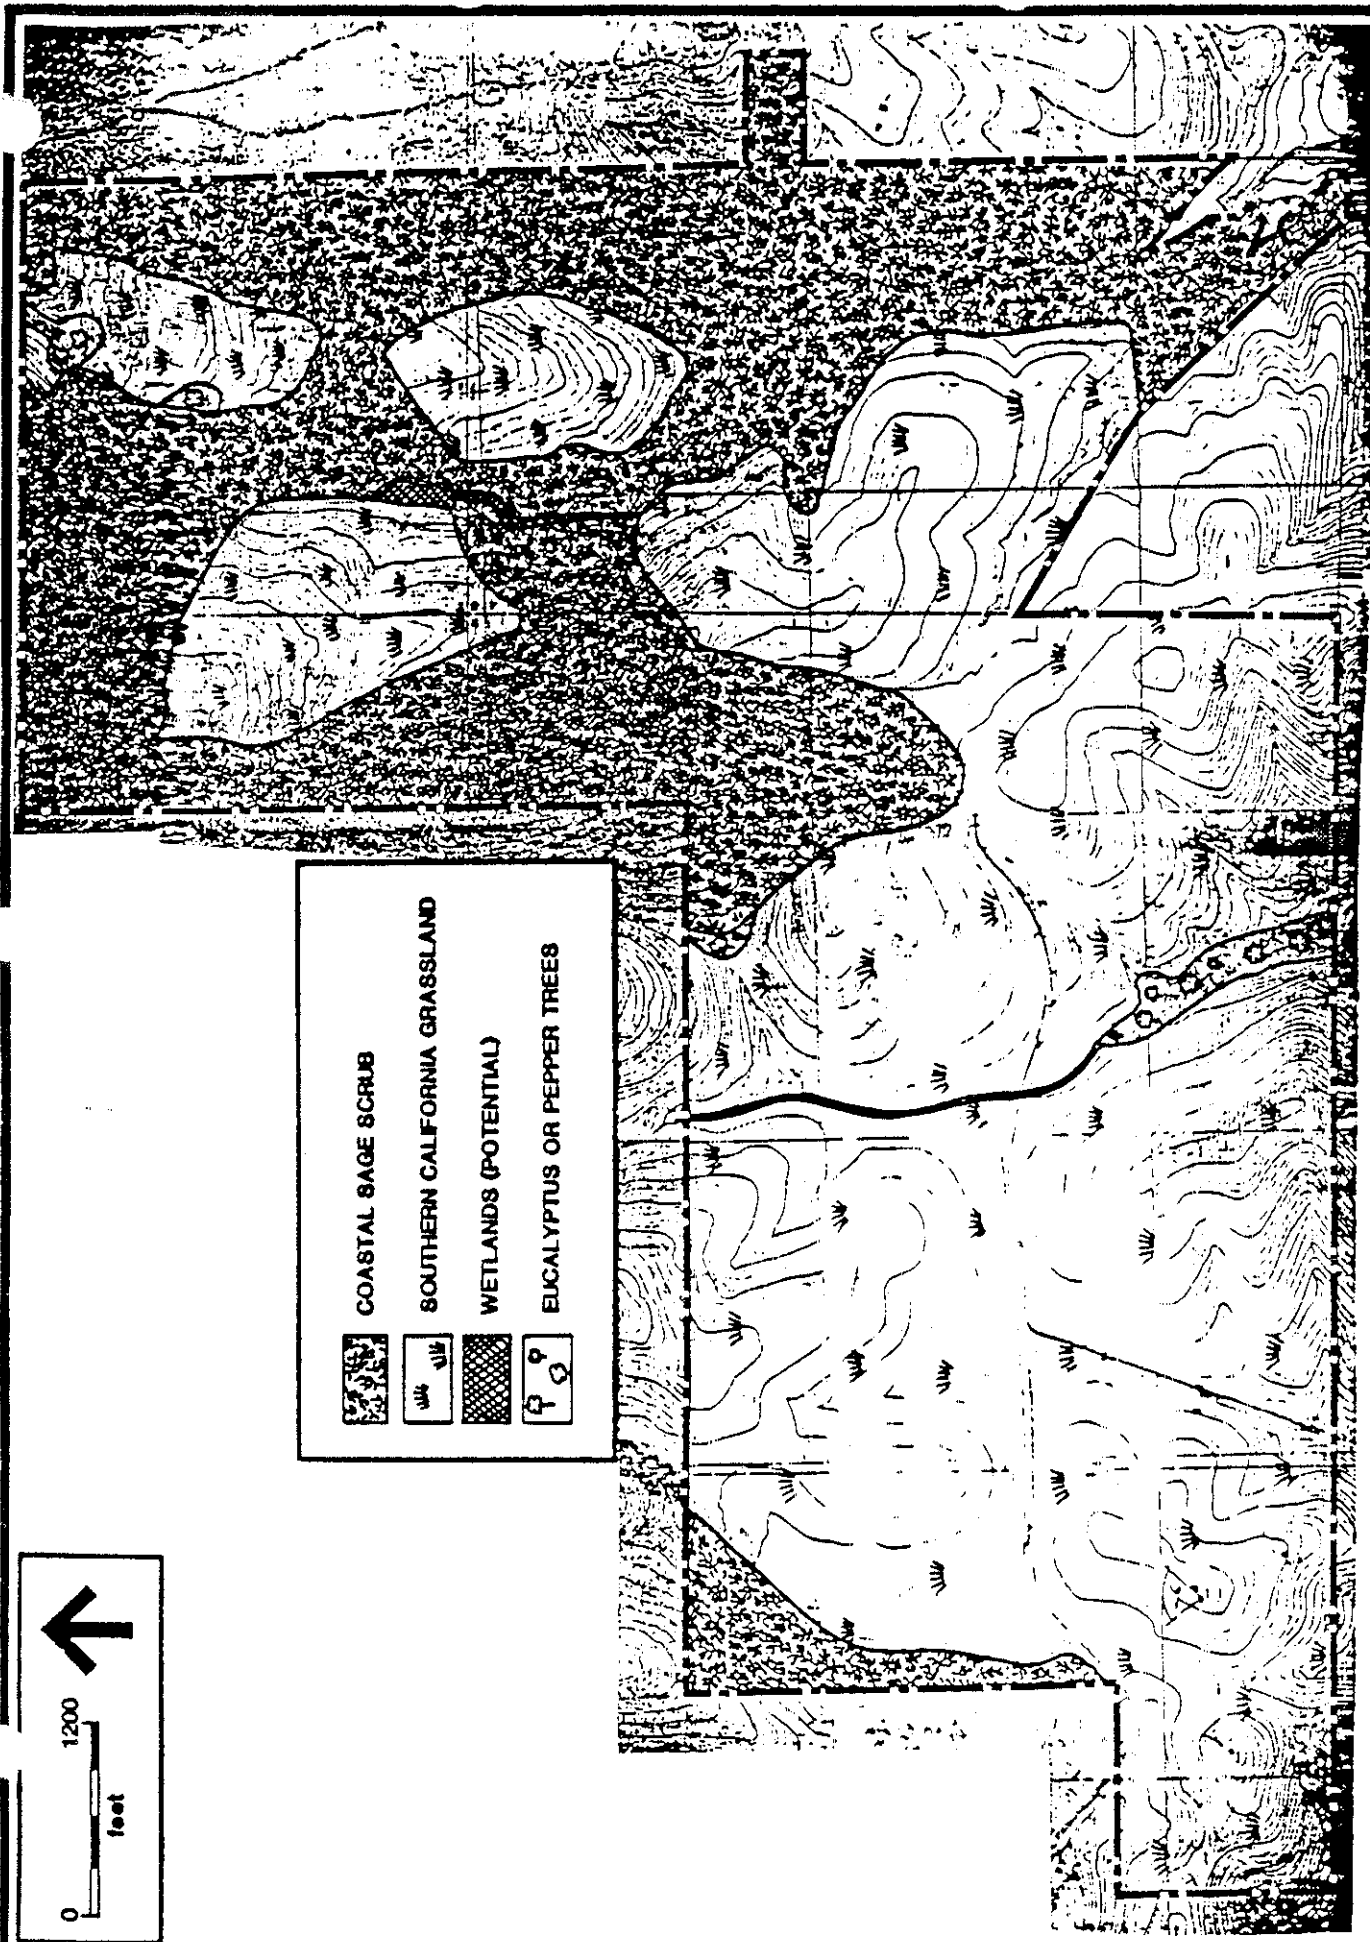 COASTAL SAGE SCRUB
SOUTHERN CALIFORNIA GRASSLAND
WETLANDS (POTENTIAL)
EUCALYPTUS OR PEPPER TREES
0 1200
feet